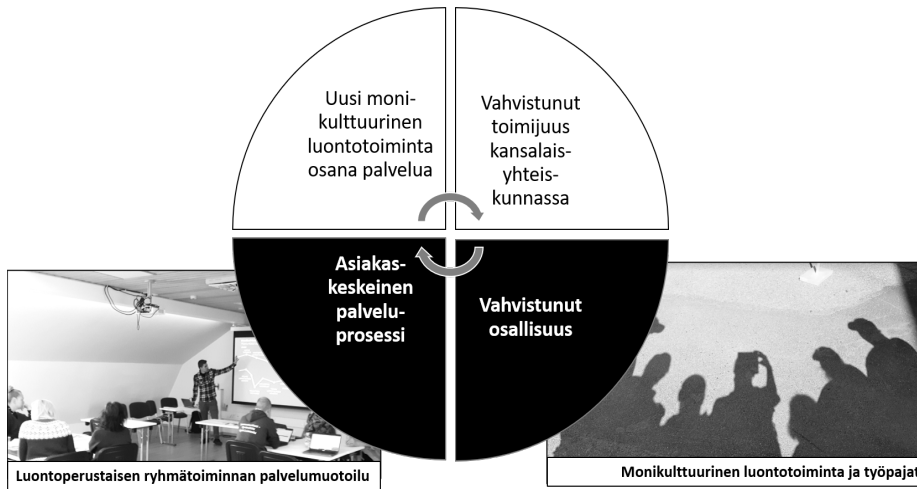 Uusi moni-
kulttuurinen
luontotoiminta
osana palvelua
Vahvistunut
toimijuus
kansalais-
yhteis-
kunnassa
Asiakas-
keskeinen
palvelu-
prosessi
Vahvistunut
osallisuus
Luontoperustaisen ryhmätoiminnan palvelumuotoilu
Monikulttuurinen luontotoiminta ja työpajat